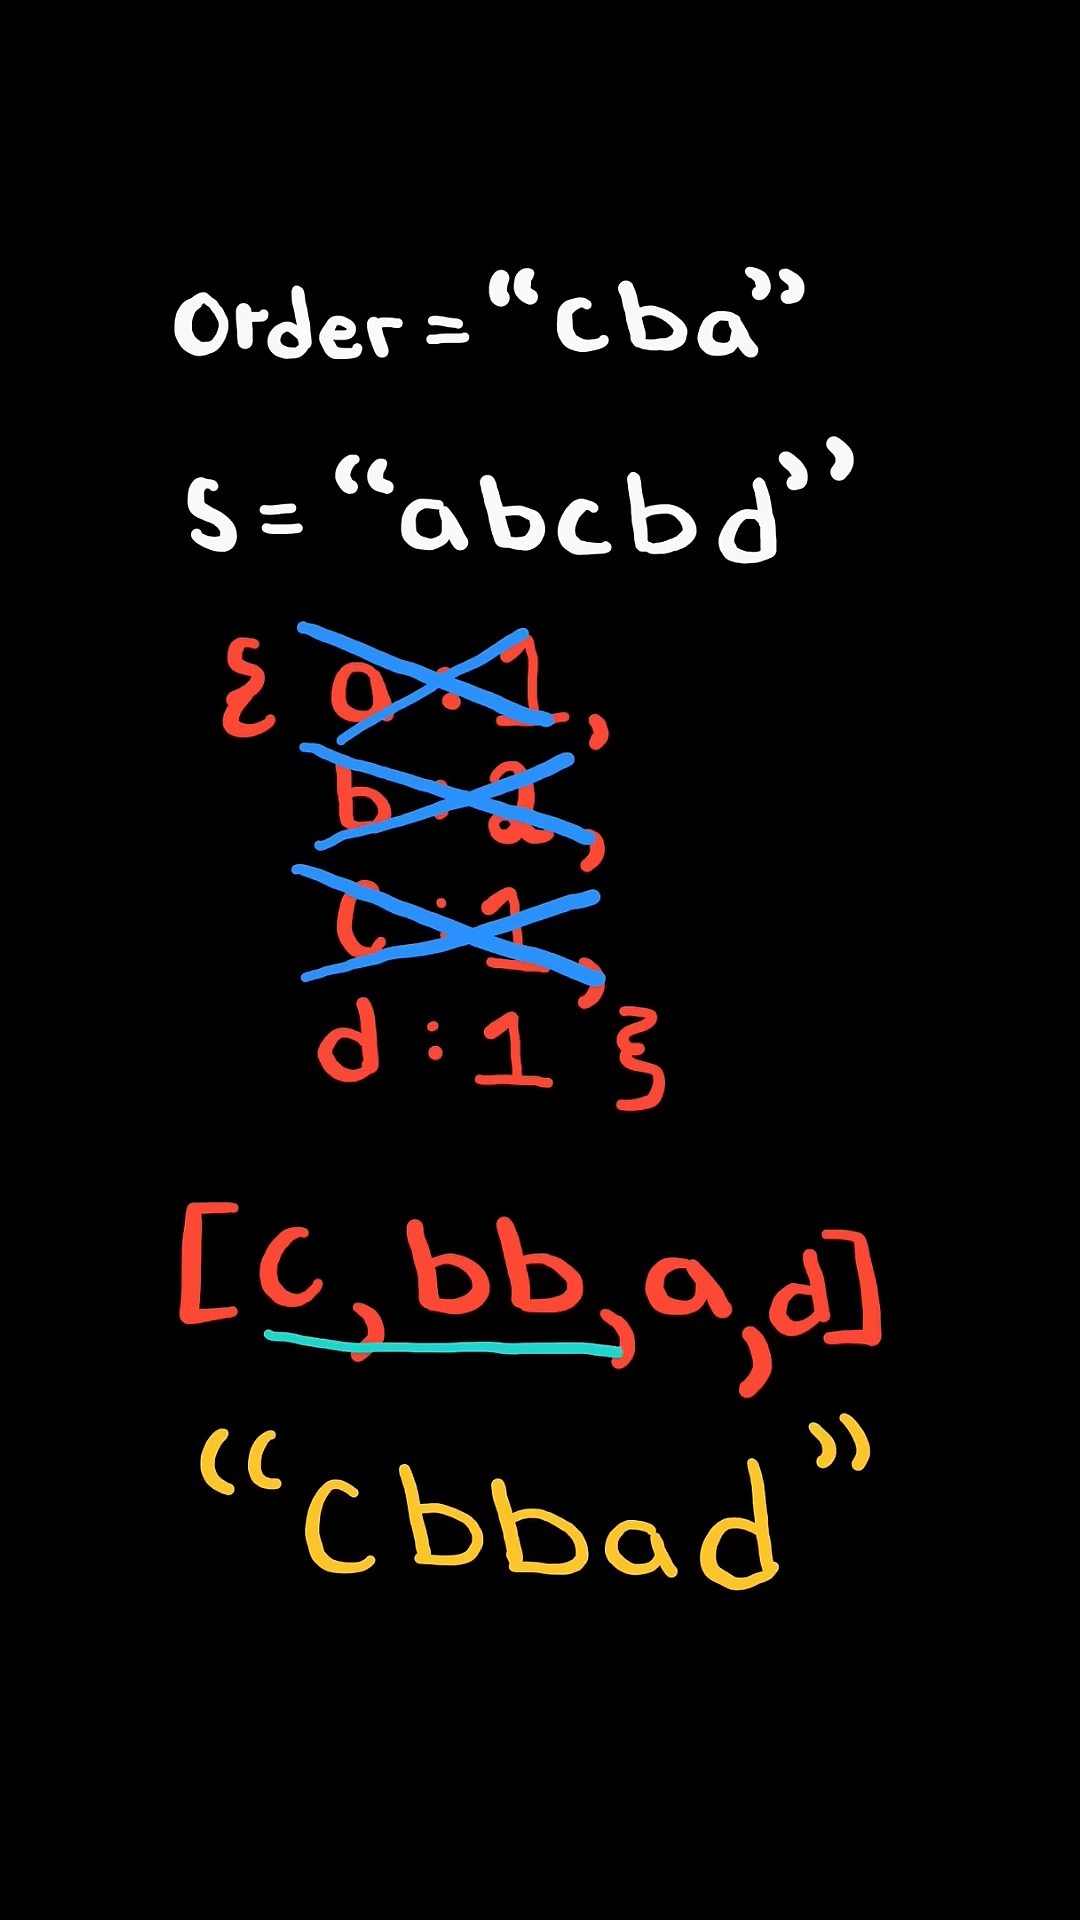 Order = “cba”
S = “abcbd”
{ a : 1,
b : 2,
c : 1,
d : 1 }
[c, bb, a, d]
“cbbad”